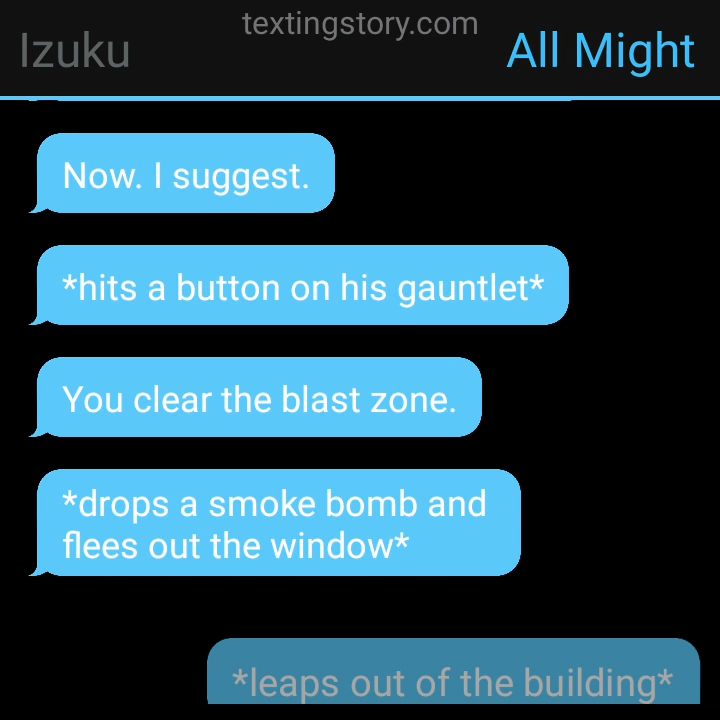 textingstory.com
Izuku
All Might
Now. I suggest.
*hits a button on his gauntlet*
You clear the blast zone.
*drops a smoke bomb and
flees out the window*
*leaps out of the building*